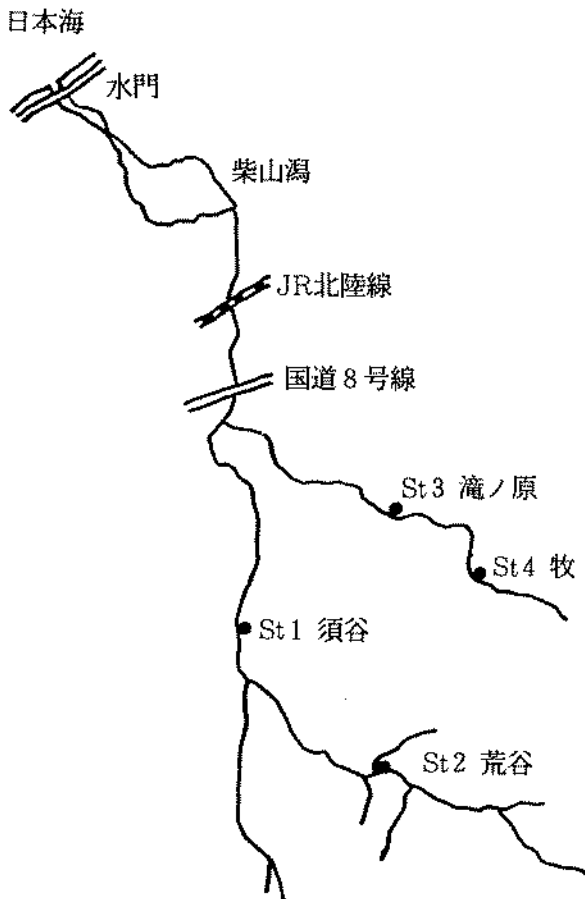 日本海
水門
柴山潟
JR北陸線
国道8号線
St3 滝ノ原
St4 牧
St1 須谷
St2 荒谷